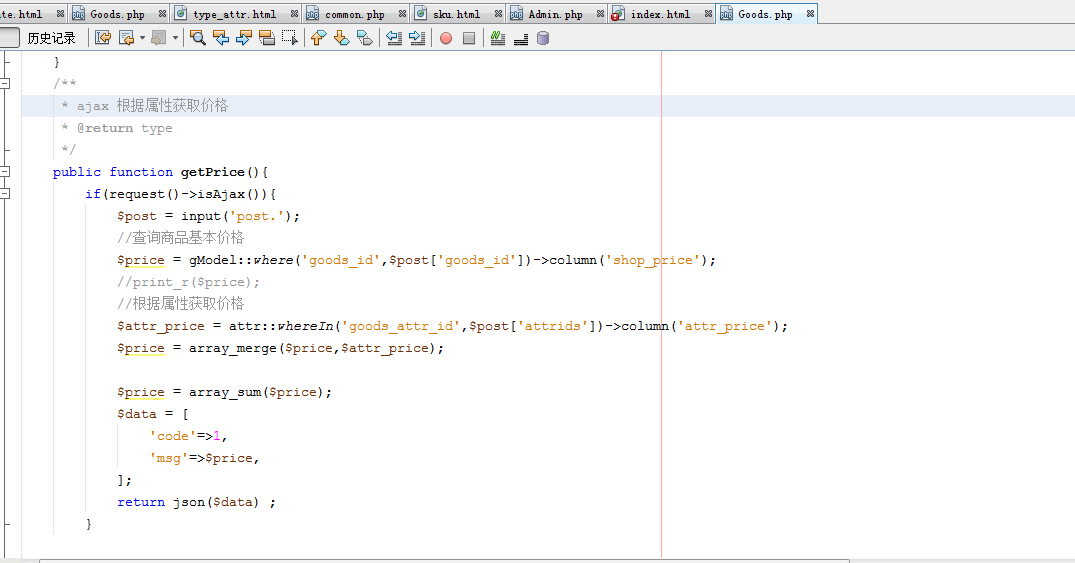 te.html Goods.php type_attr.html common.php sku.html Admin.php index.html Goods.php
历史记录
}
/**
* ajax 根据属性获取价格
* @return type
*/
public function getPrice(){
if(request()->isAjax()){
$post = input('post.');
//查询商品基本价格
$price = gModel::where('goods_id',$post['goods_id'])->column('shop_price');
//print_r($price);
//根据属性获取价格
$attr_price = attr::whereIn('goods_attr_id',$post['attrids'])->column('attr_price');
$price = array_merge($price,$attr_price);
$price = array_sum($price);
$data = [
'code'=>1,
'msg'=>$price,
];
return json($data) ;
}